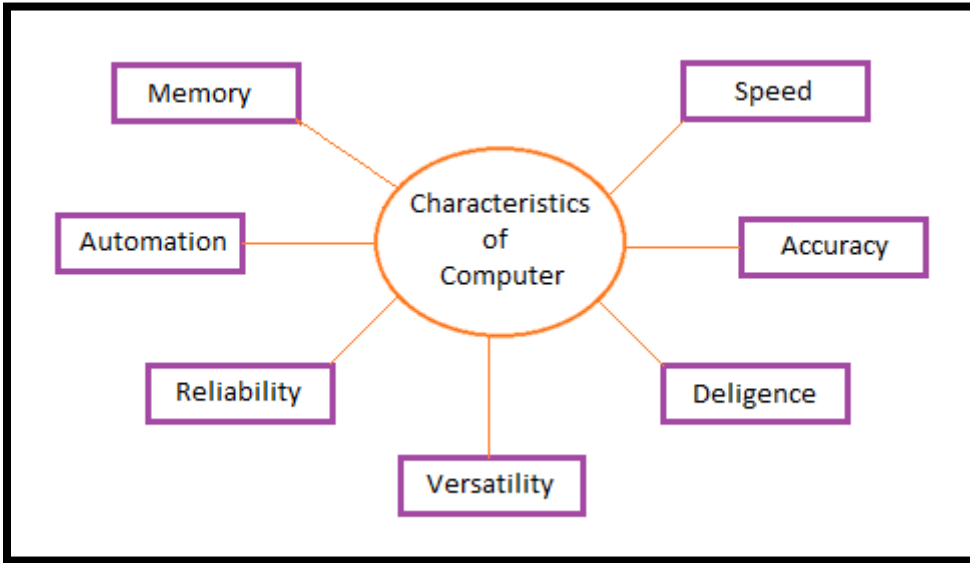 Memory
Speed
Characteristics
of
Computer
Automation
Accuracy
Reliability
Deligence
Versatility